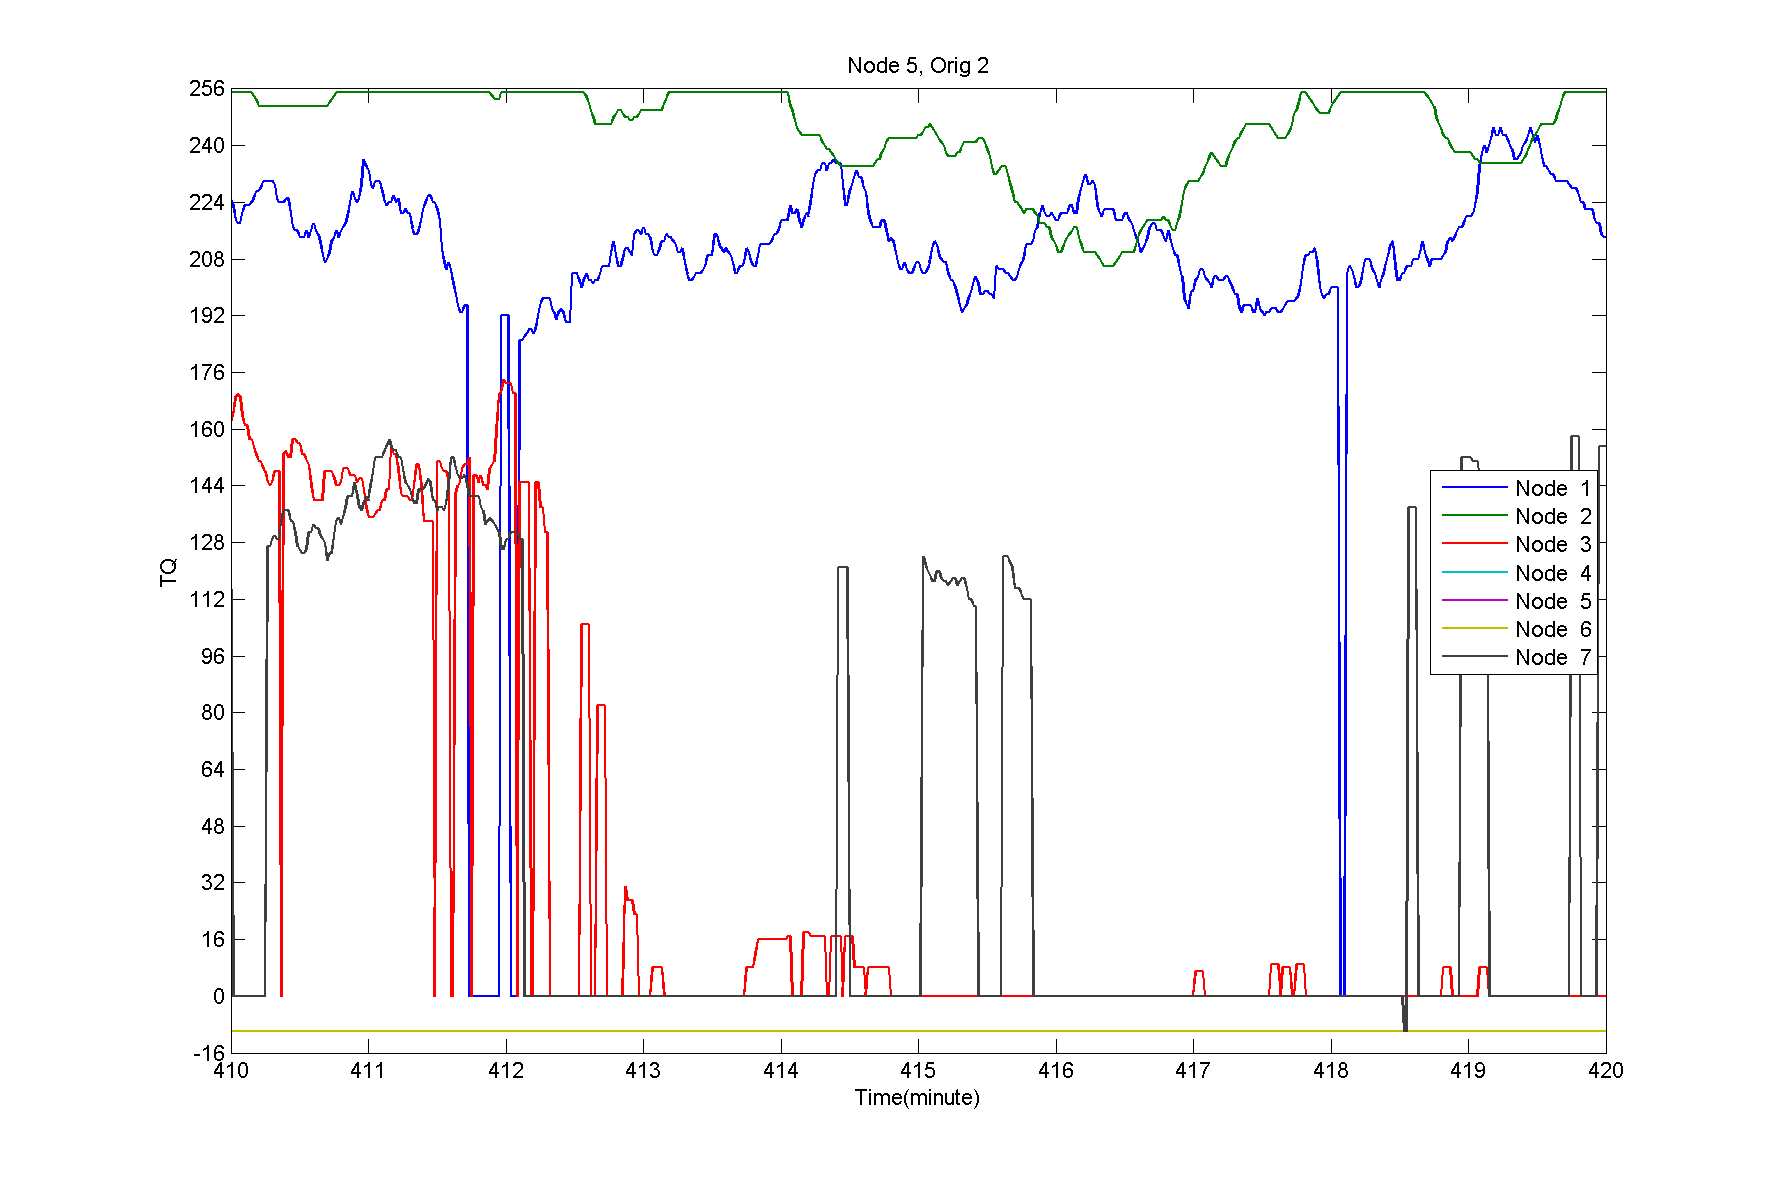 Node 5, Orig 2
256
240
224
208
192
176
160
144
128
112
96
80
64
48
32
16
0
-16
TQ
Node 1
Node 2
Node 3
Node 4
Node 5
Node 6
Node 7
410 411 412 413 414 415 416 417 418 419 420
Time(minute)